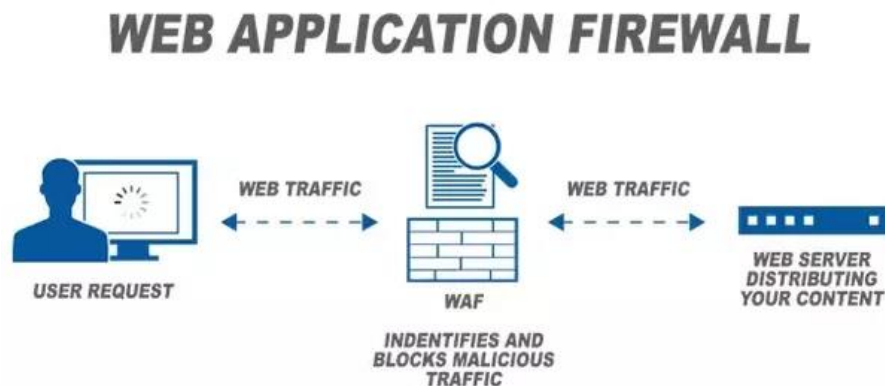 WEB APPLICATION FIREWALL
WEB TRAFFIC
WEB TRAFFIC
USER REQUEST
WAF
INDENTIFIES AND
BLOCKS MALICIOUS
TRAFFIC
WEB SERVER
DISTRIBUTING
YOUR CONTENT